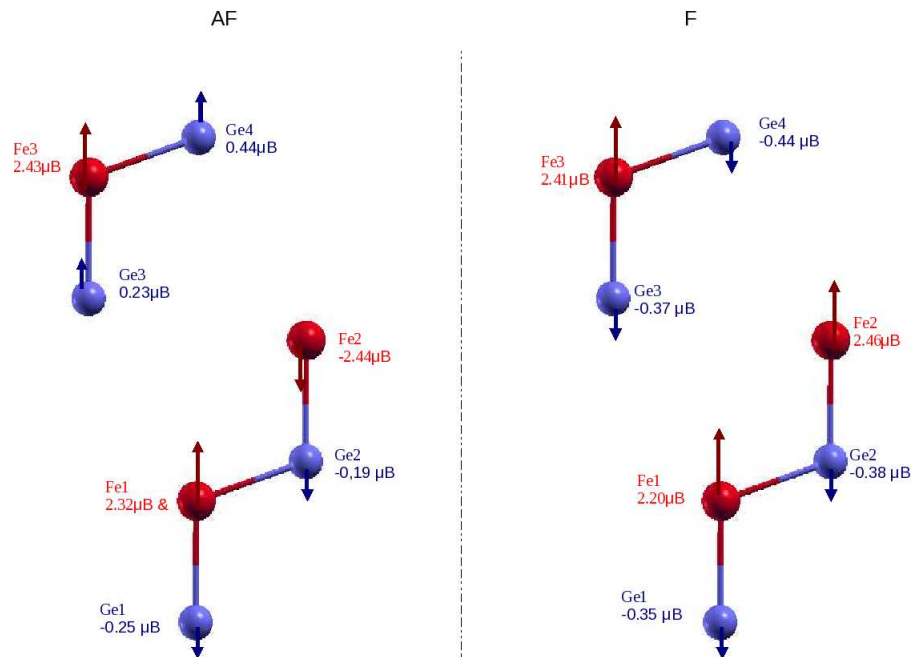 AF
F
Ge4
0.44μB
Fe3
2.43μB
Ge3
0.23μB
Fe2
-2.44μB
Ge2
-0,19 μB
Fe1
2.32μB &
Ge1
-0.25 μB
Ge4
-0.44 μB
Fe3
2.41μB
Ge3
-0.37 μB
Fe2
2.46μB
Ge2
-0.38 μB
Fe1
2.20μB
Ge1
-0.35 μB